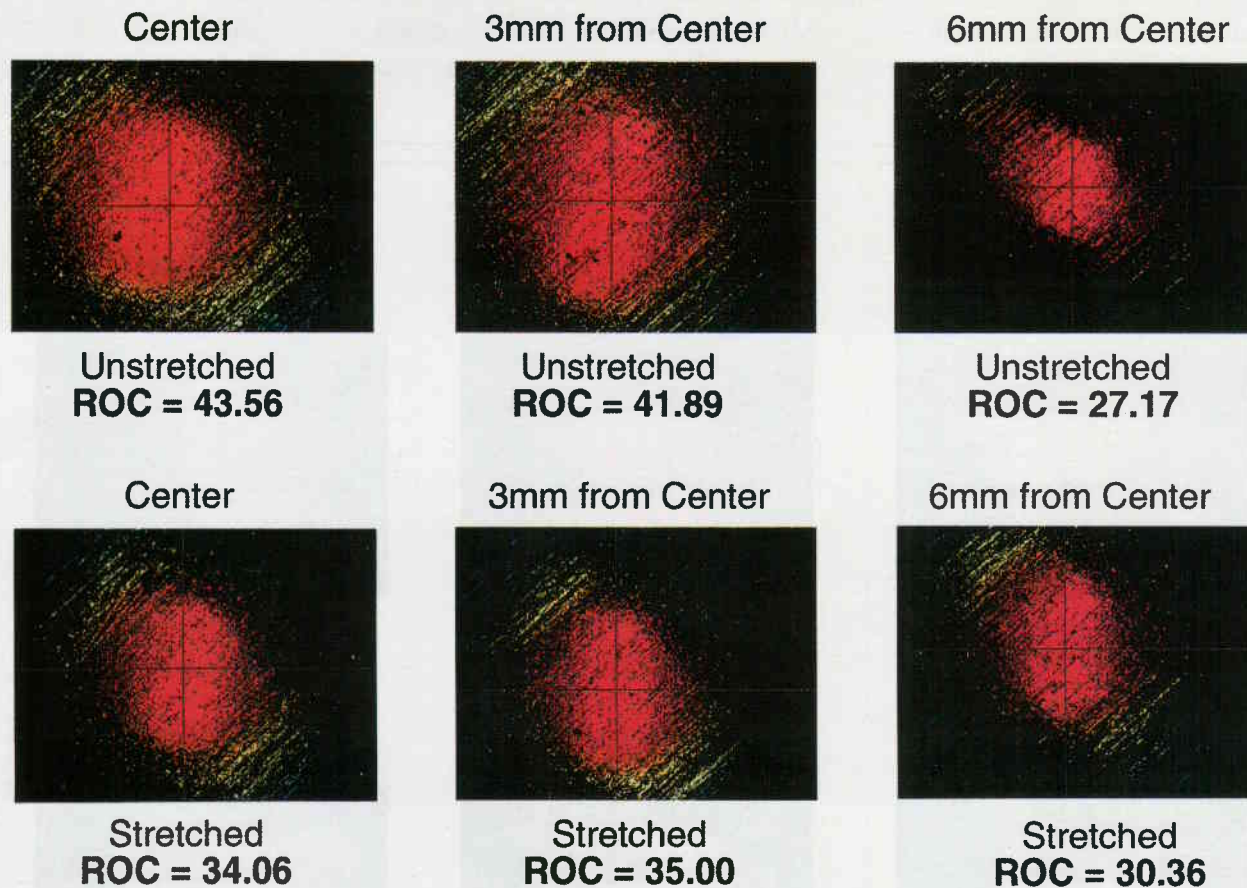 Center
3mm from Center
6mm from Center
Unstretched
ROC = 43.56
Unstretched
ROC = 41.89
Unstretched
ROC = 27.17
Center
3mm from Center
6mm from Center
Stretched
ROC = 34.06
Stretched
ROC = 35.00
Stretched
ROC = 30.36